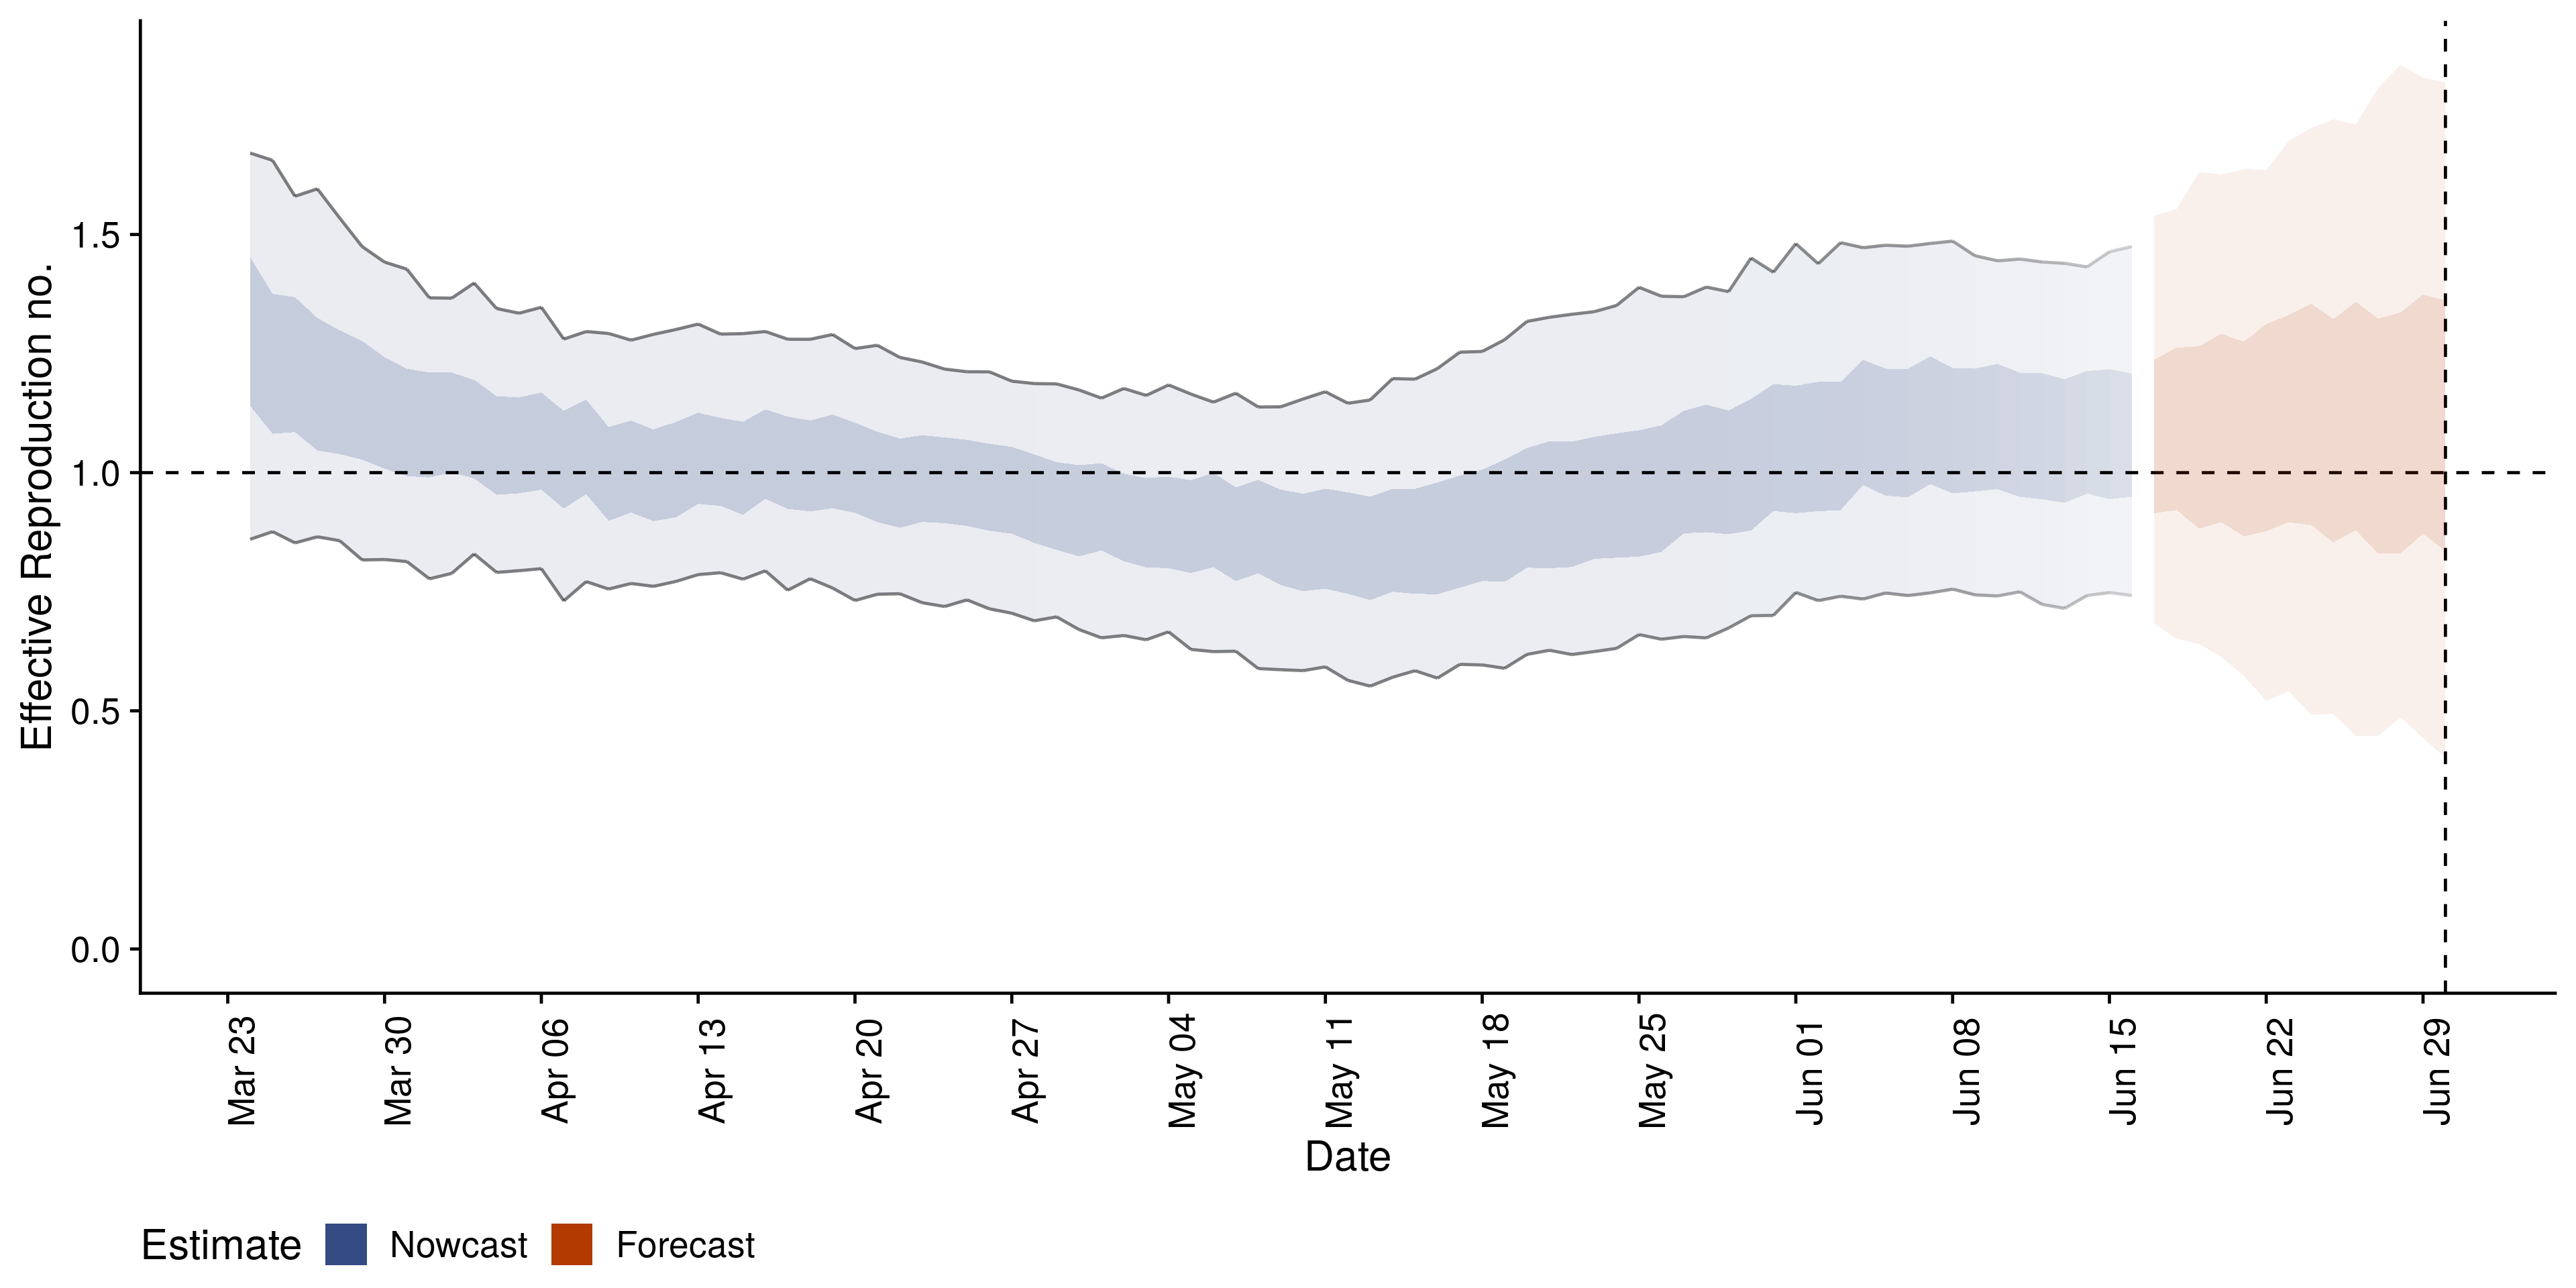 Effective Reproduction no.
1.5
1.0
0.5
0.0
Mar 23
Mar 30
Apr 06
Apr 13
Apr 20
Apr 27
May 04
May 11
May 18
May 25
Jun 01
Jun 08
Jun 15
Jun 22
Jun 29
Date
Estimate Nowcast Forecast